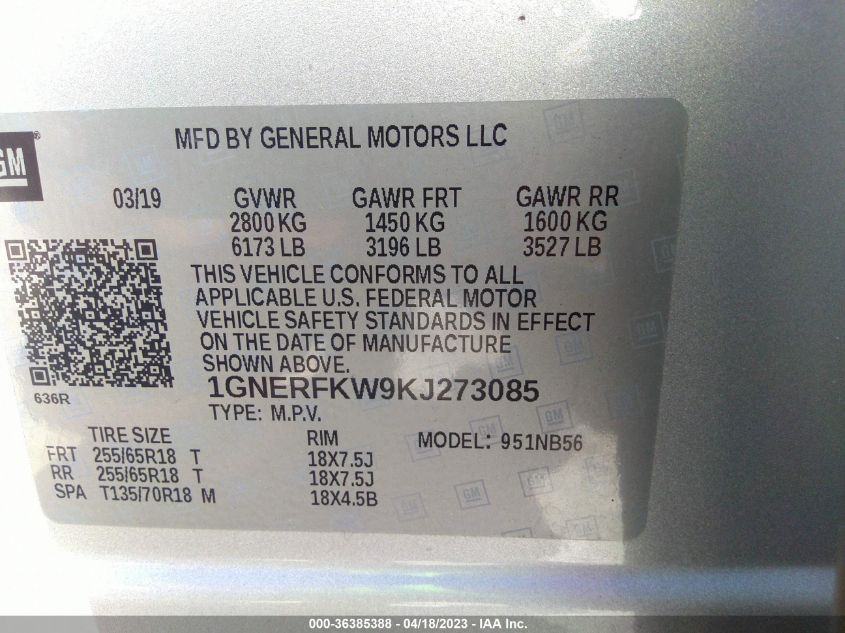 GM®
MFD BY GENERAL MOTORS LLC
03/19 GVWR GAWR FRT GAWR RR
2800 KG 1450 KG 1600 KG
6173 LB 3196 LB 3527 LB
THIS VEHICLE CONFORMS TO ALL
APPLICABLE U.S. FEDERAL MOTOR
VEHICLE SAFETY STANDARDS IN EFFECT
ON THE DATE OF MANUFACTURE
SHOWN ABOVE.
636R
1GNERFKW9KJ273085
TYPE: M.P.V.
TIRE SIZE RIM MODEL: 951NB56
FRT 255/65R18 T 18X7.5J
RR 255/65R18 T 18X7.5J
SPA T135/70R18 M 18X4.5B
000-36385388 - 04/18/2023 - IAA Inc.